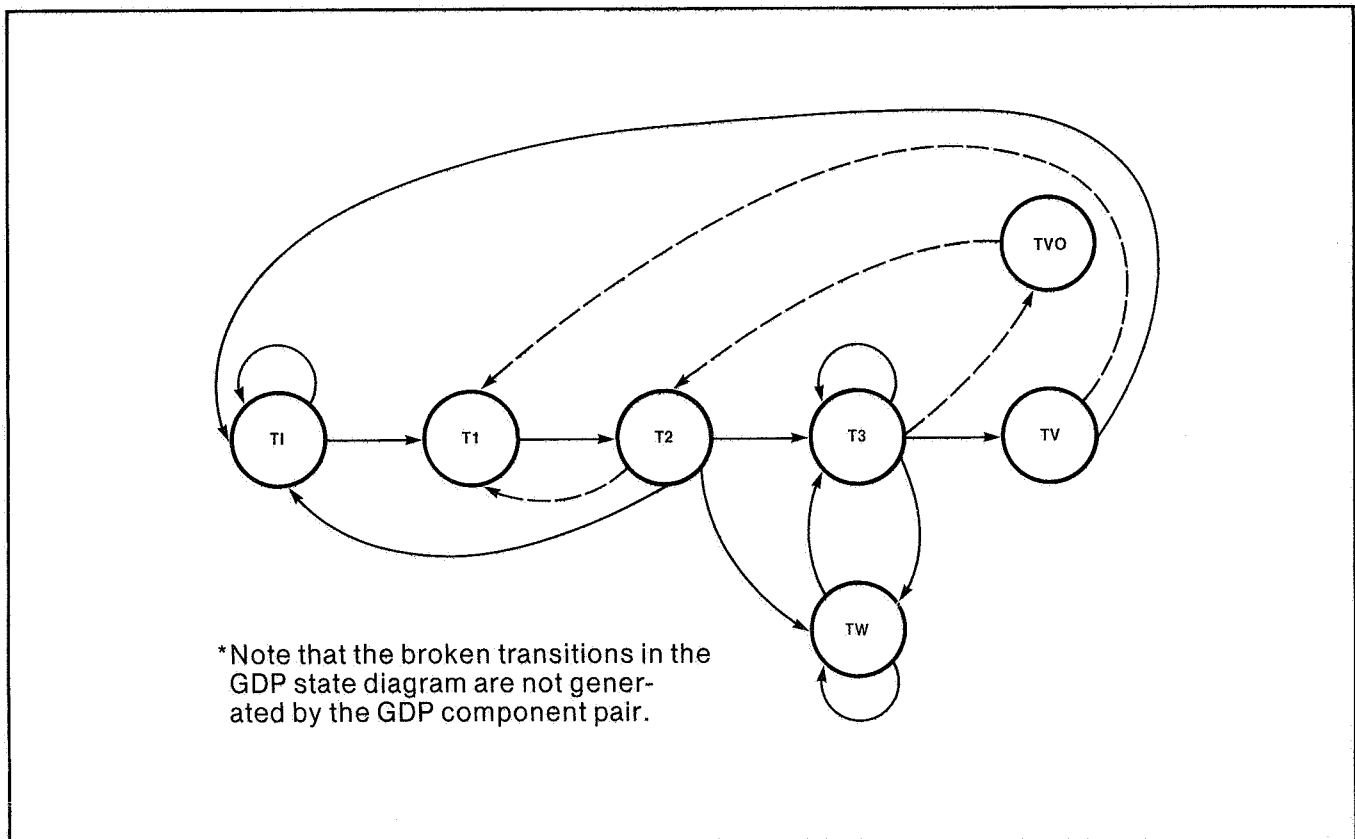 TVO
TI
T1
T2
T3
TV
TW
*Note that the broken transitions in the
GDP state diagram are not gener-
ated by the GDP component pair.